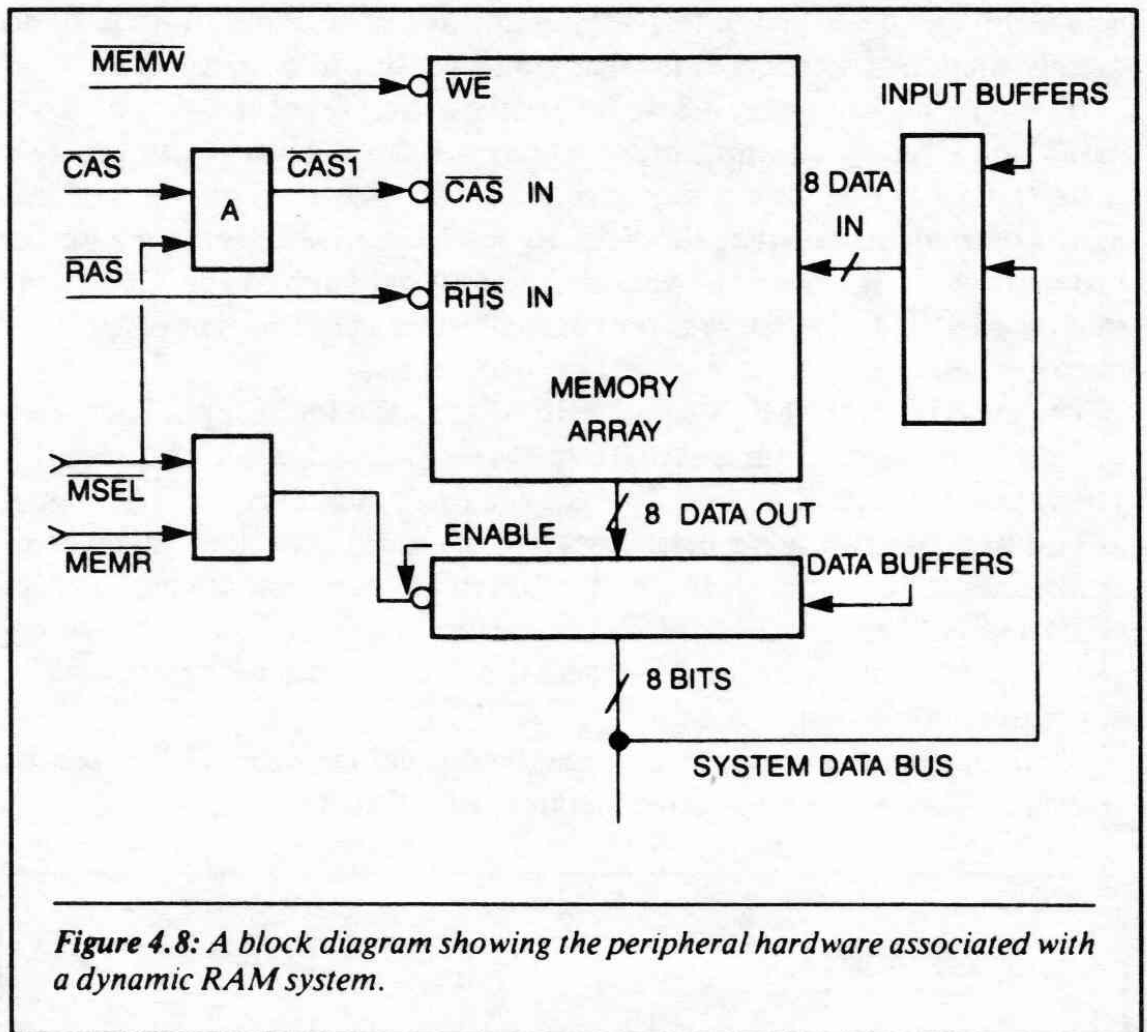 MEMW
WE
INPUT BUFFERS
CAS
CAS1
CAS IN
A
8 DATA
IN
RAS
RHS IN
MEMORY
ARRAY
MSEL
8 DATA OUT
ENABLE
MEMR
DATA BUFFERS
8 BITS
SYSTEM DATA BUS
Figure 4.8: A block diagram showing the peripheral hardware associated with
a dynamic RAM system.